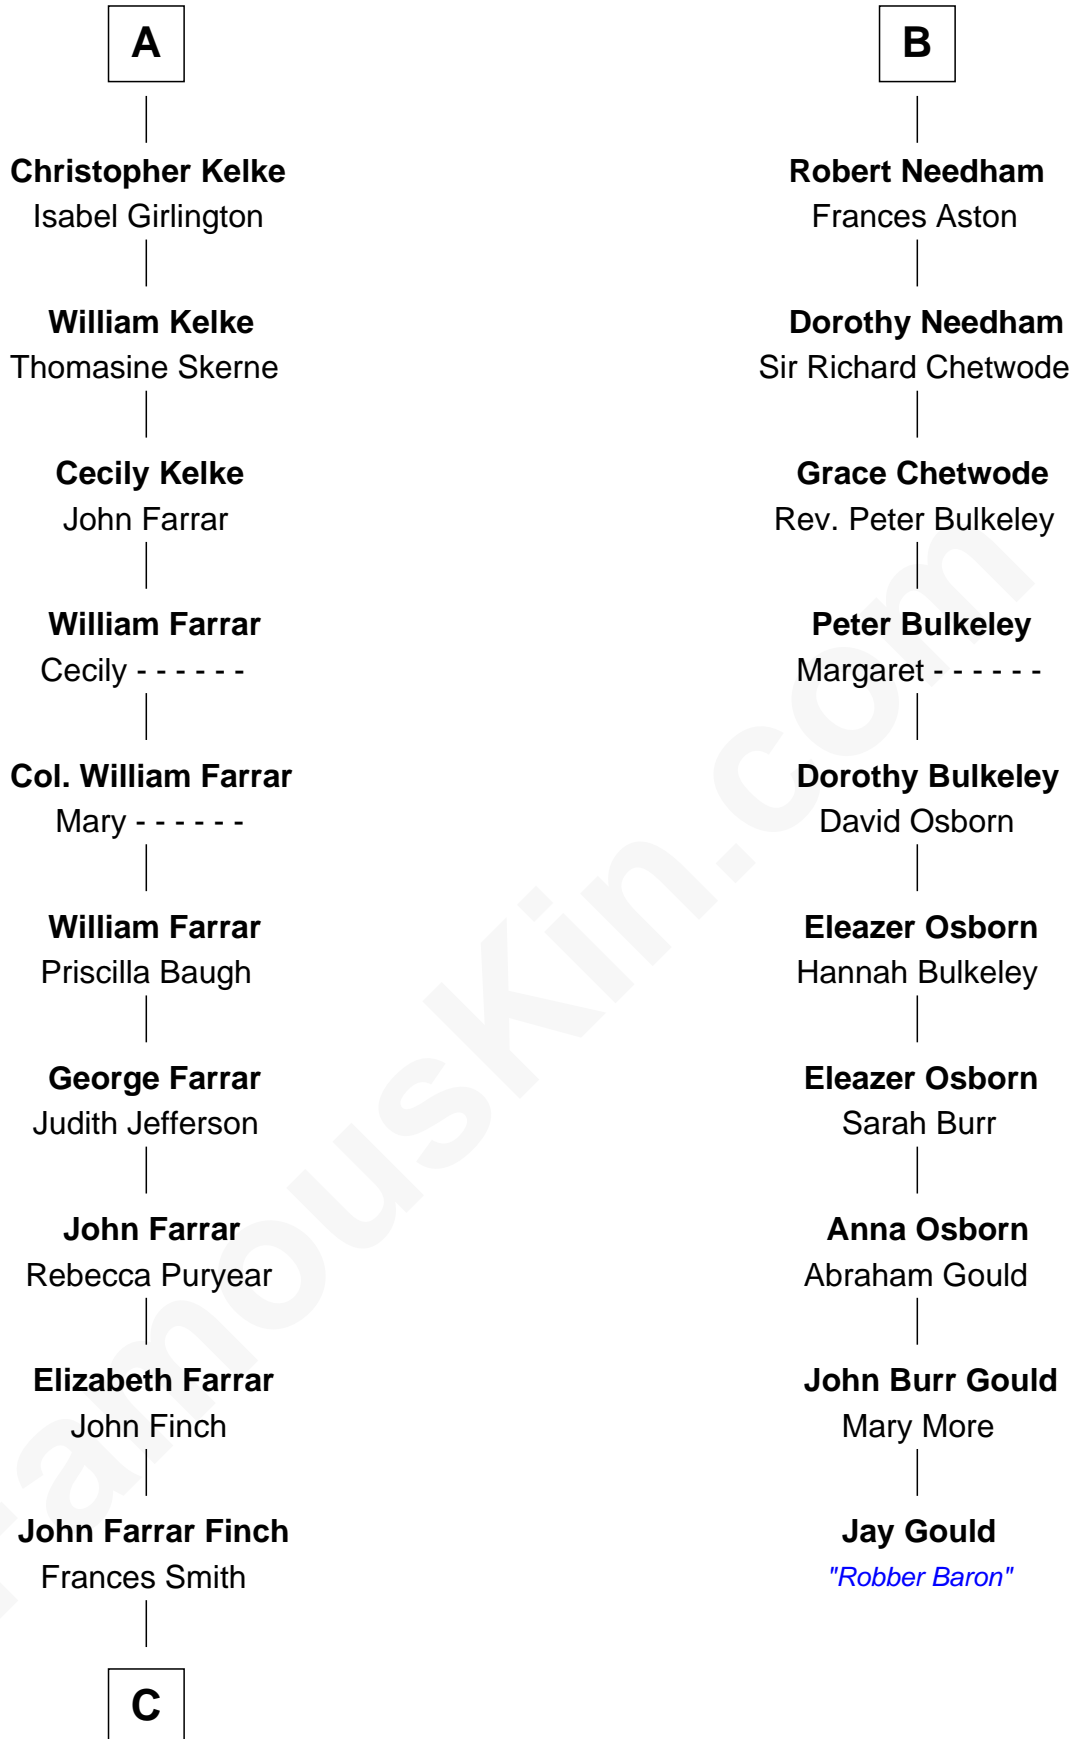 A
Christopher Kelke
Isabel Girlington
William Kelke
Thomasine Skerne
Cecily Kelke
John Farrar
William Farrar
Cecily - - - - - -
Col. William Farrar
Mary - - - - - -
William Farrar
Priscilla Baugh
George Farrar
Judith Jefferson
John Farrar
Rebecca Puryear
Elizabeth Farrar
John Finch
John Farrar Finch
Frances Smith
C
B
Robert Needham
Frances Aston
Dorothy Needham
Sir Richard Chetwode
Grace Chetwode
Rev. Peter Bulkeley
Peter Bulkeley
Margaret - - - - - -
Dorothy Bulkeley
David Osborn
Eleazer Osborn
Hannah Bulkeley
Eleazer Osborn
Sarah Burr
Anna Osborn
Abraham Gould
John Burr Gould
Mary More
Jay Gould
"Robber Baron"
FamousKin.com